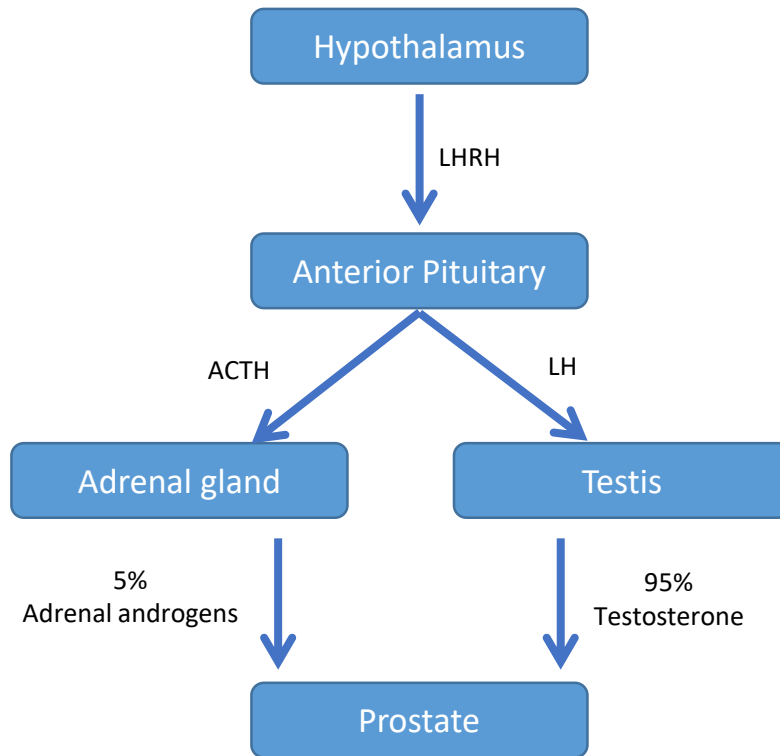 Hypothalamus
LHRH
Anterior Pituitary
ACTH
LH
Adrenal gland
Testis
5%
Adrenal androgens
95%
Testosterone
Prostate